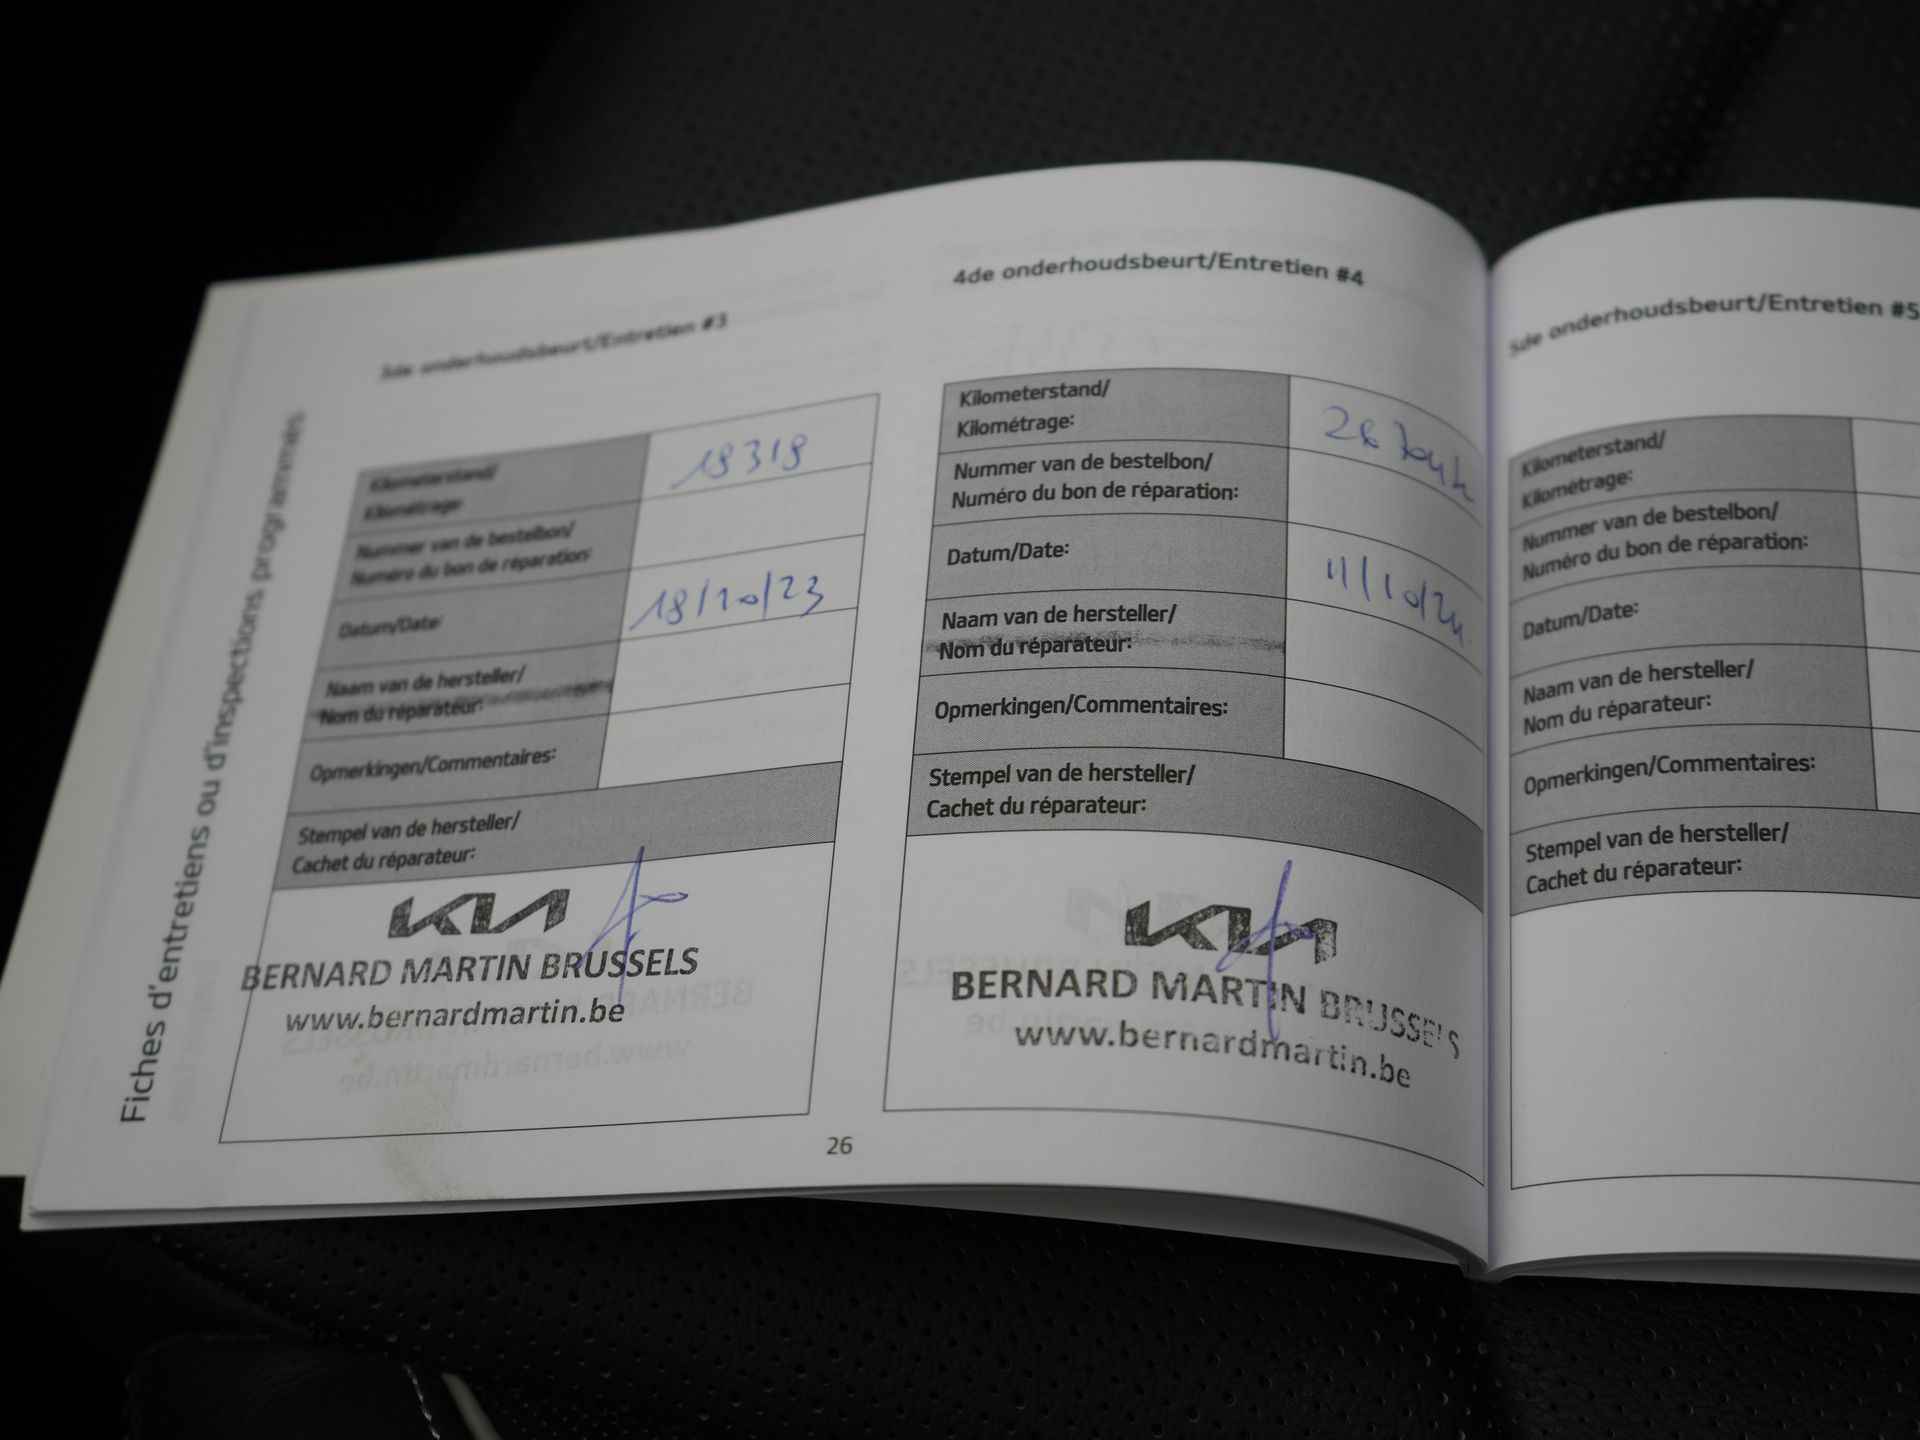 Fiches d'entretiens ou d'inspections programmés
3de onderhoudsbeurt/Entretien #3
Kilometerstand/
Kilométrage:
Nummer van de bestelbon/
Numéro du bon de réparation:
Datum/Date:
18/10/23
Naam van de hersteller/
Nom du réparateur:
Opmerkingen/Commentaires:
Stempel van de hersteller/
Cachet du réparateur:
KIA
BERNARD MARTIN BRUSSELS
www.bernardmartin.be
4de onderhoudsbeurt/Entretien #4
Kilometerstand/
Kilométrage:
Nummer van de bestelbon/
Numéro du bon de réparation:
Datum/Date:
11/10/24
Naam van de hersteller/
Nom du réparateur:
Opmerkingen/Commentaires:
Stempel van de hersteller/
Cachet du réparateur:
KIA
BERNARD MARTIN BRUSSELS
www.bernardmartin.be
26
5de onderhoudsbeurt/Entretien #5
Kilometerstand/
Kilométrage:
Nummer van de bestelbon/
Numéro du bon de réparation:
Datum/Date:
Naam van de hersteller/
Nom du réparateur:
Opmerkingen/Commentaires:
Stempel van de hersteller/
Cachet du réparateur: